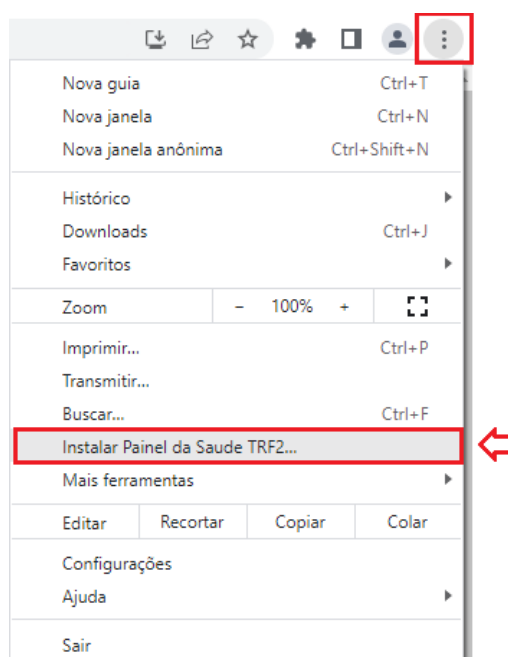 Nova guia Ctrl+T
Nova janela Ctrl+N
Nova janela anônima Ctrl+Shift+N
Histórico
Downloads Ctrl+J
Favoritos
Zoom - 100% +
Imprimir... Ctrl+P
Transmitir...
Buscar... Ctrl+F
Instalar Painel da Saude TRF2...
Mais ferramentas
Editar Recortar Copiar Colar
Configurações
Ajuda
Sair